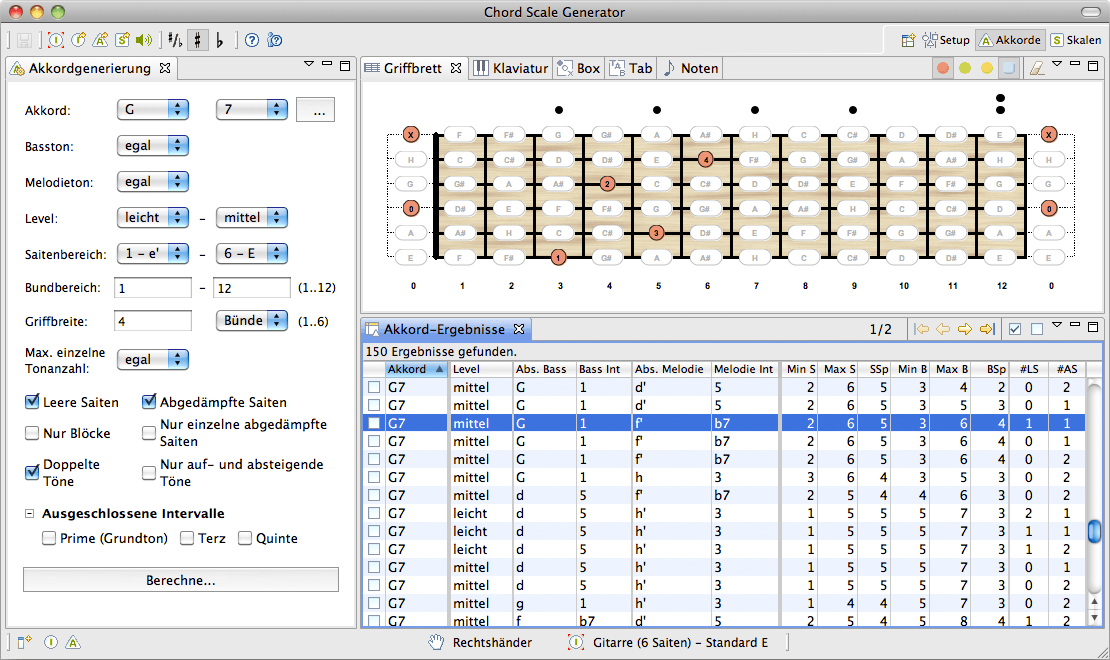 Chord Scale Generator
Setup Akkorde Skalen
Akkordgenerierung
Akkord: G 7 ...
Basston: egal
Melodieton: egal
Level: leicht – mittel
Saitenbereich: 1 – e' – 6 – E
Bundbereich: 1 – 12 (1..12)
Griffbreite: 4 Bünde (1..6)
Max. einzelne
Tonanzahl: egal
Leere Saiten Abgedämpfte Saiten
Nur Blöcke Nur einzelne abgedämpfte
Saiten
Doppelte
Töne
Nur auf- und absteigende
Töne
Ausgeschlossene Intervalle
Prime (Grundton) Terz Quinte
Berechne...
Griffbrett Klaviatur Box Tab Noten
X F F# G G# A A# H C C# D D# E X
H C C# D D# E 4 F# G G# A A# H H
G G# A A# 2 C C# D D# E F F# G G
0 D# E F F# G G# A A# H C C# D 0
A A# H C C# 3 D# E F F# G G# A A
E F F# 1 G# A A# H C C# D D# E E
0 1 2 3 4 5 6 7 8 9 10 11 12 0
Akkord-Ergebnisse 1/2
150 Ergebnisse gefunden.
Akkord Level Abs. Bass Bass Int Abs. Melodie Melodie Int Min S Max S SSp Min B Max B BSp #LS #AS
G7 mittel G 1 d' 5 2 6 5 3 4 2 0 2
G7 mittel G 1 d' 5 2 6 5 3 5 3 0 1
G7 mittel G 1 f' b7 2 6 5 3 6 4 1 1
G7 mittel G 1 f' b7 2 6 5 3 6 4 0 1
G7 mittel G 1 f' b7 2 6 5 3 6 4 0 2
G7 mittel G 1 h 3 3 6 4 3 5 3 0 2
G7 mittel d 5 f' b7 2 5 4 4 6 3 0 2
G7 leicht d 5 h' 3 1 5 5 5 7 3 2 1
G7 leicht d 5 h' 3 1 5 5 5 7 3 1 1
G7 leicht d 5 h' 3 1 5 5 5 7 3 1 2
G7 mittel d 5 h' 3 1 5 5 5 7 3 0 1
G7 mittel d 5 h' 3 1 5 5 5 7 3 0 2
G7 mittel g 1 h' 3 1 4 4 5 7 3 0 2
G7 mittel f b7 d' 5 2 5 4 5 8 4 1 2
Rechtshänder Gitarre (6 Saiten) – Standard E